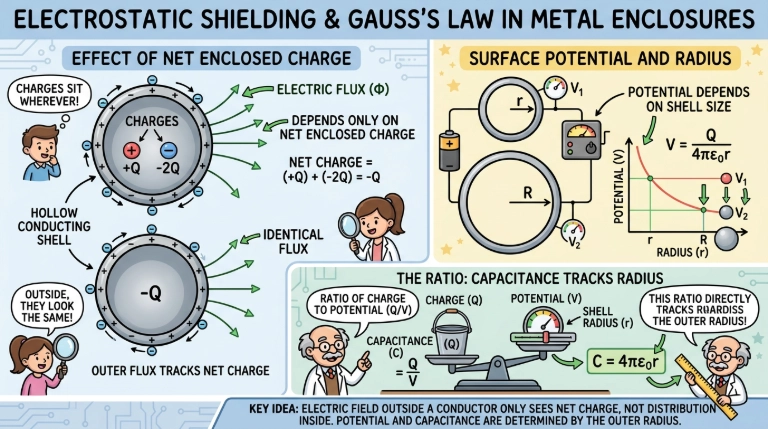 ELECTROSTATIC SHIELDING & GAUSS'S LAW IN METAL ENCLOSURES
EFFECT OF NET ENCLOSED CHARGE
CHARGES SIT
WHEREVER!
CHARGES
+
−
+Q
-2Q
ELECTRIC FLUX (Φ)
DEPENDS ONLY ON
NET ENCLOSED CHARGE
NET CHARGE =
(+Q) + (-2Q) = -Q
HOLLOW
CONDUCTING
SHELL
IDENTICAL
FLUX
-Q
OUTSIDE,
THEY LOOK
THE SAME!
OUTER FLUX TRACKS NET CHARGE
SURFACE POTENTIAL AND RADIUS
r
V₁
R
V₂
+
-
POTENTIAL DEPENDS
ON SHELL SIZE
V = Q / 4πε₀r
POTENTIAL (V)
V₁
V₂
r
R
RADIUS (r)
THE RATIO: CAPACITANCE TRACKS RADIUS
RATIO OF CHARGE
TO POTENTIAL (Q/V)
CHARGE (Q)
(Q)
POTENTIAL (V)
SHELL
RADIUS (r)
CAPACITANCE
(C)
= Q / V
C = 4πε₀r
THIS RATIO DIRECTLY
TRACKS
THE OUTER RADIUS!
KEY IDEA: ELECTRIC FIELD OUTSIDE A CONDUCTOR ONLY SEES NET CHARGE, NOT DISTRIBUTION
INSIDE. POTENTIAL AND CAPACITANCE ARE DETERMINED BY THE OUTER RADIUS.